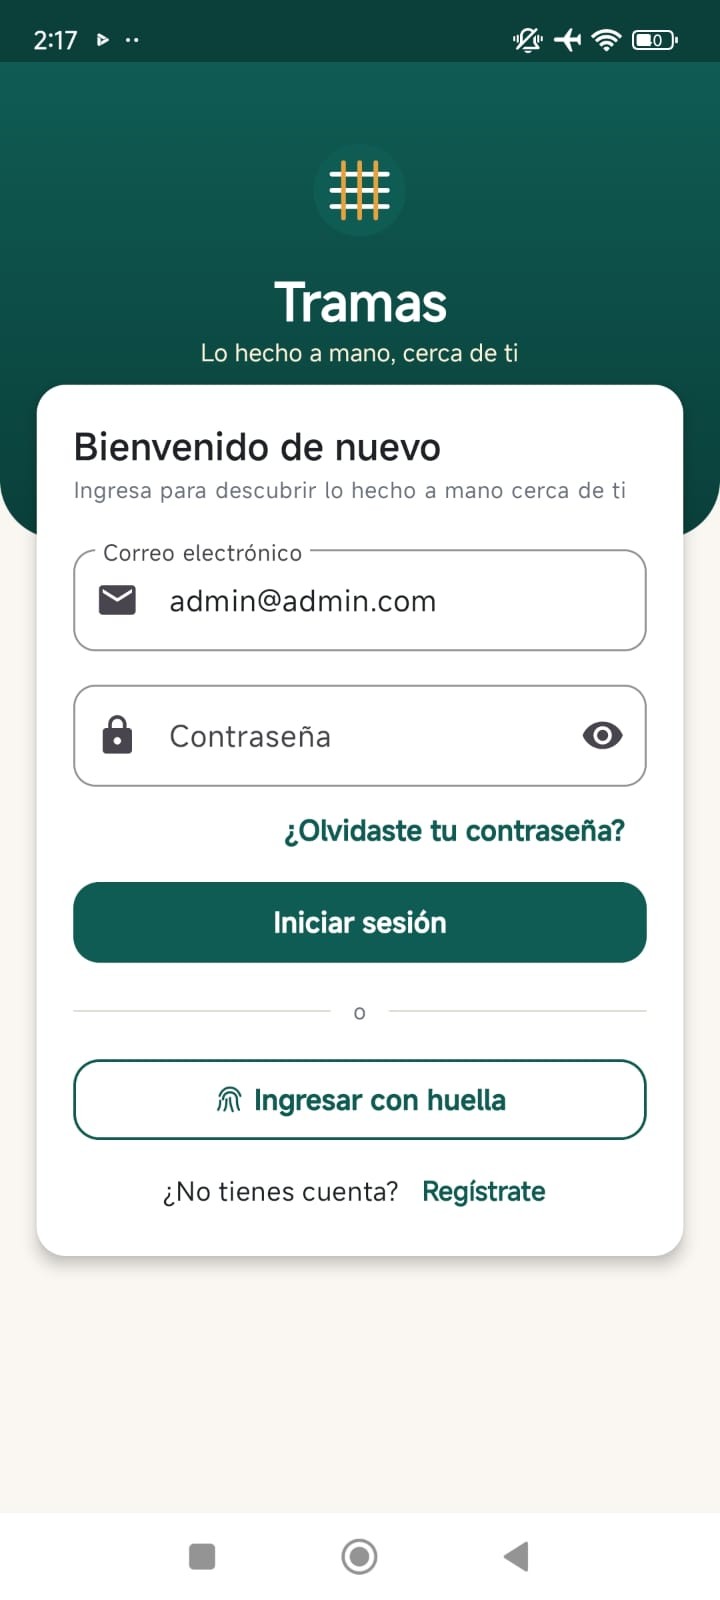 2:17
40
Tramas
Lo hecho a mano, cerca de ti
Bienvenido de nuevo
Ingresa para descubrir lo hecho a mano cerca de ti
Correo electrónico
admin@admin.com
Contraseña
¿Olvidaste tu contraseña?
Iniciar sesión
o
Ingresar con huella
¿No tienes cuenta? Regístrate